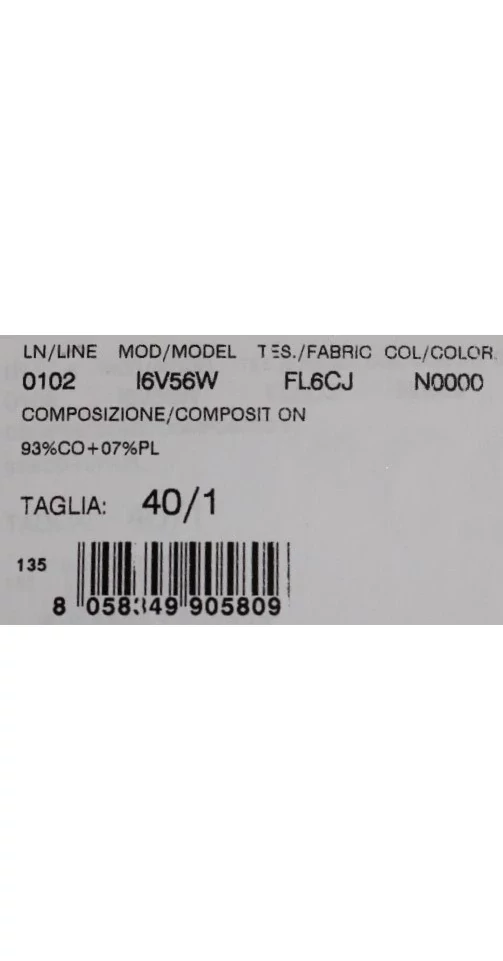 LN/LINE MOD/MODEL TES./FABRIC COL/COLOR
0102 I6V56W FL6CJ N0000
COMPOSIZIONE/COMPOSIT ON
93%CO+07%PL
TAGLIA: 40/1
135
8 058349 905809